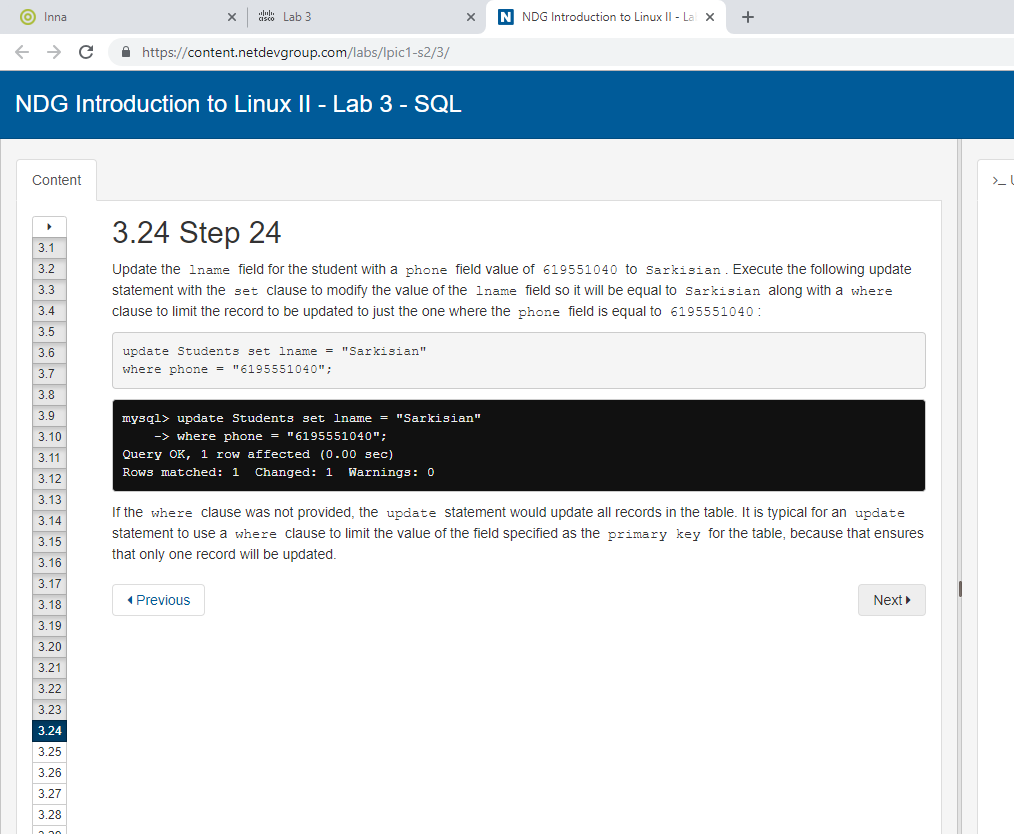 Inna
Lab 3
NDG Introduction to Linux II - La
https://content.netdevgroup.com/labs/lpic1-s2/3/
NDG Introduction to Linux II - Lab 3 - SQL
Content
>_ U
3.1
3.2
3.3
3.4
3.5
3.6
3.7
3.8
3.9
3.10
3.11
3.12
3.13
3.14
3.15
3.16
3.17
3.18
3.19
3.20
3.21
3.22
3.23
3.24
3.25
3.26
3.27
3.28
3.24 Step 24
Update the lname field for the student with a phone field value of 619551040 to Sarkisian. Execute the following update
statement with the set clause to modify the value of the lname field so it will be equal to Sarkisian along with a where
clause to limit the record to be updated to just the one where the phone field is equal to 6195551040:
update Students set lname = "Sarkisian"
where phone = "6195551040";
mysql> update Students set lname = "Sarkisian"
    -> where phone = "6195551040";
Query OK, 1 row affected (0.00 sec)
Rows matched: 1  Changed: 1  Warnings: 0
If the where clause was not provided, the update statement would update all records in the table. It is typical for an update
statement to use a where clause to limit the value of the field specified as the primary key for the table, because that ensures
that only one record will be updated.
Previous
Next